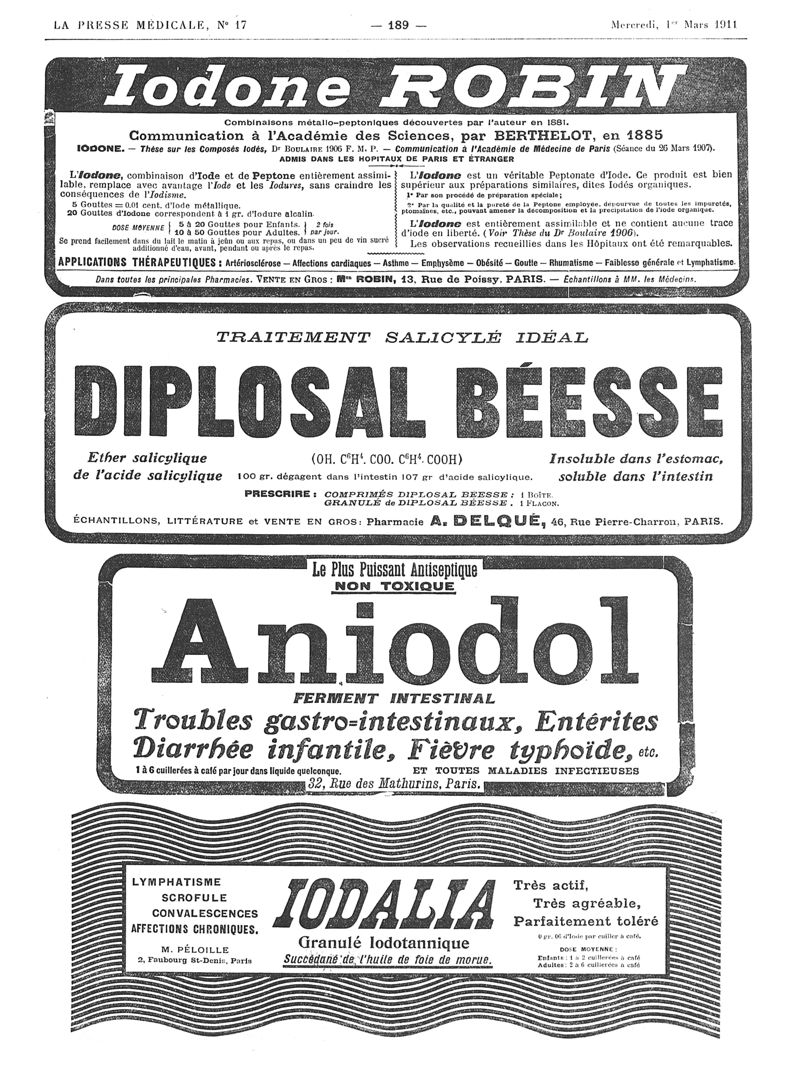 LA PRESSE MÉDICALE, N° 17 — 189 — Mercredi, 1er Mars 1911
Iodone ROBIN
Combinaisons métallo-peptoniques découvertes par l'auteur en 1881.
Communication à l'Académie des Sciences, par BERTHELOT, en 1885
IODONE. — Thèse sur les Composés Iodés, Dr BOULAIRE 1906 F. M. P. — Communication à l'Académie de Médecine de Paris (Séance du 26 Mars 1907).
ADMIS DANS LES HOPITAUX DE PARIS ET ÉTRANGER
L'Iodone, combinaison d'Iode et de Peptone entièrement assimi-
lable, remplace avec avantage l'Iode et les Iodures, sans craindre les
conséquences de l'Iodisme.
5 Gouttes = 0.01 cent. d'Iode métallique.
20 Gouttes d'Iodone correspondent à 1 gr. d'Iodure alcalin.
DOSE MOYENNE 5 à 20 Gouttes pour Enfants. 2 fois
10 à 50 Gouttes pour Adultes. par jour.
Se prend facilement dans du lait le matin à jeûn ou aux repas, ou dans un peu de vin sucré
additionné d'eau, avant, pendant ou après le repas.
L'Iodone est un véritable Peptonate d'Iode. Ce produit est bien
supérieur aux préparations similaires, dites Iodés organiques.
1° Par son procédé de préparation spéciale;
2° Par la qualité et la pureté de la Peptone employée, dépourvue de toutes les impuretés,
ptomaïnes, etc., pouvant amener la décomposition et la précipitation de l'iode organique.
L'Iodone est entièrement assimilable et ne contient aucune trace
d'iode en liberté. (Voir Thèse du Dr Boulaire 1906).
Les observations recueillies dans les Hôpitaux ont été remarquables.
APPLICATIONS THÉRAPEUTIQUES : Artériosclérose — Affections cardiaques — Asthme — Emphysème — Obésité — Goutte — Rhumatisme — Faiblesse générale et Lymphatisme.
Dans toutes les principales Pharmacies. VENTE EN GROS : Mon ROBIN, 13, Rue de Poissy, PARIS. — Échantillons à MM. les Médecins.
TRAITEMENT SALICYLÉ IDÉAL
DIPLOSAL BÉESSE
Ether salicylique
de l'acide salicylique
(OH. C6H4. COO. C6H4. COOH)
100 gr. dégagent dans l'intestin 107 gr d'acide salicylique.
Insoluble dans l'estomac,
soluble dans l'intestin
PRESCRIRE : COMPRIMÉS DIPLOSAL BEESSE : 1 BOÎTE.
GRANULÉ de DIPLOSAL BÉESSE. 1 FLACON.
ÉCHANTILLONS, LITTÉRATURE et VENTE EN GROS: Pharmacie A. DELQUÉ, 46, Rue Pierre-Charron, PARIS.
Le Plus Puissant Antiseptique
NON TOXIQUE
Aniodol
FERMENT INTESTINAL
Troubles gastro=intestinaux, Entérites
Diarrhée infantile, Fièvre typhoïde, etc.
1 à 6 cuillerées à café par jour dans liquide quelconque. ET TOUTES MALADIES INFECTIEUSES
32, Rue des Mathurins, Paris.
LYMPHATISME
SCROFULE
CONVALESCENCES
AFFECTIONS CHRONIQUES.
M. PÉLOILLE
2, Faubourg St-Denis, Paris
IODALIA
Granulé Iodotannique
Succédané de l'huile de foie de morue.
Très actif,
Très agréable,
Parfaitement toléré
0 gr. 06 d'Iode par cuiller à café.
DOSE MOYENNE :
Enfants : 1 à 2 cuillerées à café
Adultes : 2 à 6 cuillerées à café